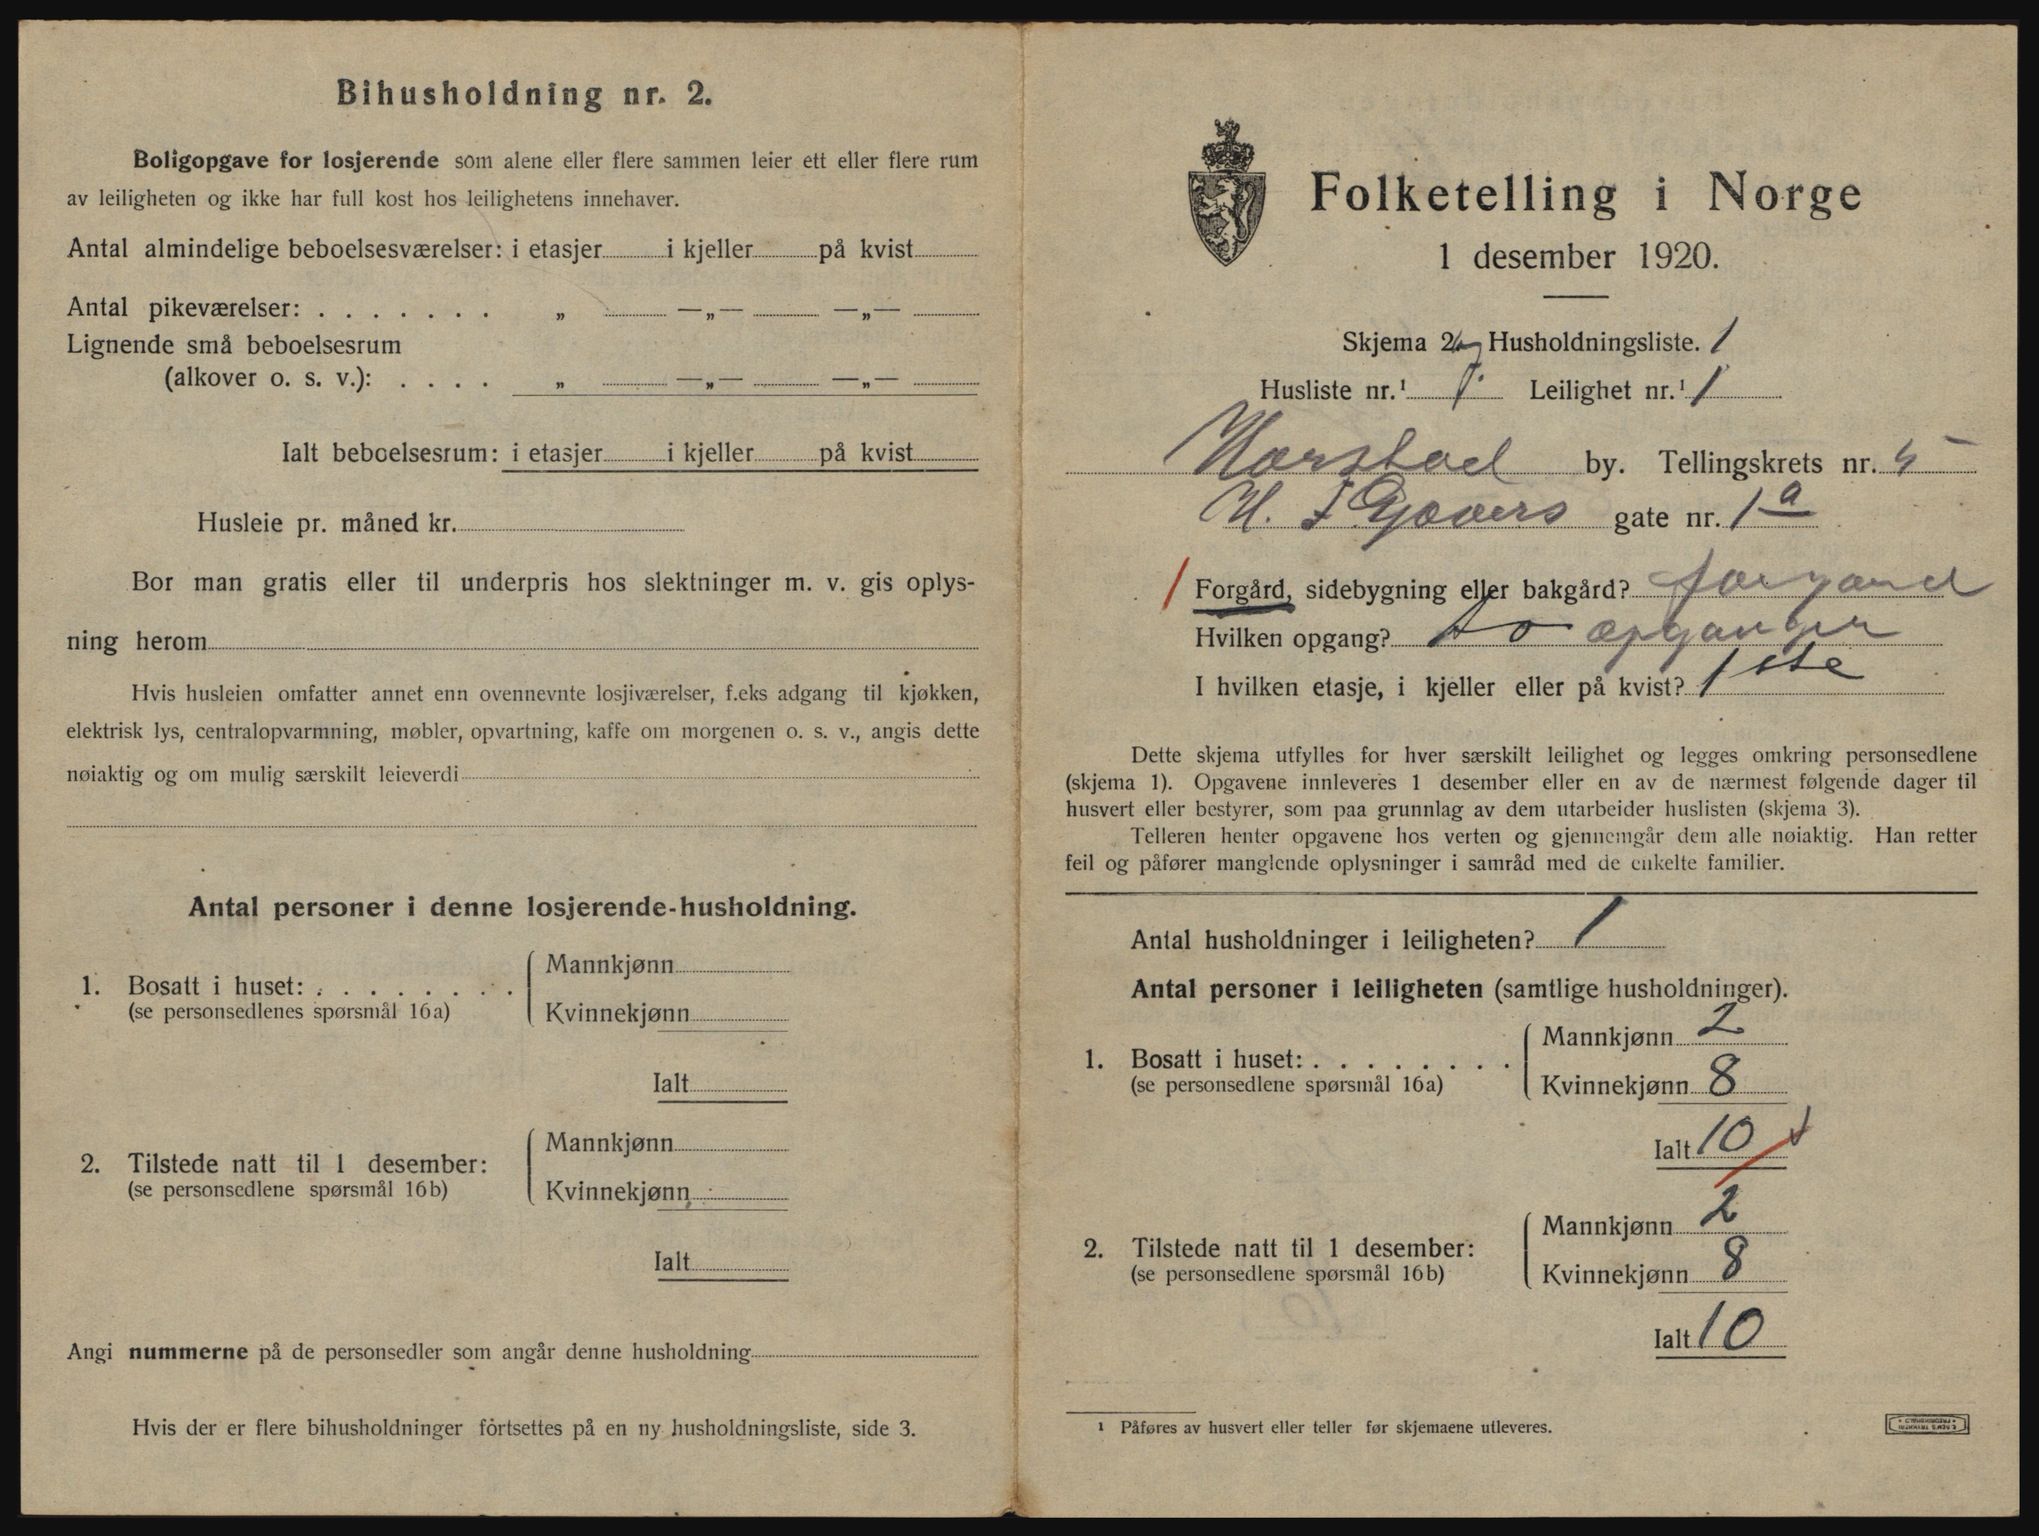 Bihusholdning nr. 2.
Boligopgave for losjerende som alene eller flere sammen leier ett eller flere rum
av leiligheten og ikke har full kost hos leilighetens innehaver.
Antal almindelige beboelsesværelser: i etasjer i kjeller på kvist
Antal pikeværelser: . . . . . . . „ —„— —„—
Lignende små beboelsesrum
(alkover o. s. v.): . . . . „ —„— —„—
Ialt beboelsesrum: i etasjer i kjeller på kvist
Husleie pr. måned kr.
Bor man gratis eller til underpris hos slektninger m. v. gis oplys-
ning herom
Hvis husleien omfatter annet enn ovennevnte losjiværelser, f.eks adgang til kjøkken,
elektrisk lys, centralopvarmning, møbler, opvartning, kaffe om morgenen o. s. v., angis dette
nøiaktig og om mulig særskilt leieverdi
Antal personer i denne losjerende-husholdning.
1. Bosatt i huset: . . . . . . . .
(se personsedlenes spørsmål 16a)
Mannkjønn
Kvinnekjønn
Ialt
2. Tilstede natt til 1 desember:
(se personsedlene spørsmål 16b)
Mannkjønn
Kvinnekjønn
Ialt
Angi nummerne på de personsedler som angår denne husholdning
Hvis der er flere bihusholdninger fortsettes på en ny husholdningsliste, side 3.
Folketelling i Norge
1 desember 1920.
Skjema 2. Husholdningsliste. 1
Husliste nr.¹ 1. Leilighet nr.¹ 1
Harstad by. Tellingskrets nr. 5
H. gate nr. 1a
1 Forgård, sidebygning eller bakgård? forgard
Hvilken opgang? to opganger
I hvilken etasje, i kjeller eller på kvist? 1ste
Dette skjema utfylles for hver særskilt leilighet og legges omkring personsedlene
(skjema 1). Opgavene innleveres 1 desember eller en av de nærmest følgende dager til
husvert eller bestyrer, som paa grunnlag av dem utarbeider huslisten (skjema 3).
Telleren henter opgavene hos verten og gjennemgår dem alle nøiaktig. Han retter
feil og påfører manglende oplysninger i samråd med de enkelte familier.
Antal husholdninger i leiligheten? 1
Antal personer i leiligheten (samtlige husholdninger).
1. Bosatt i huset: . . . . . . . .
(se personsedlene spørsmål 16a)
Mannkjønn 2
Kvinnekjønn 8
Ialt 10
2. Tilstede natt til 1 desember:
(se personsedlene spørsmål 16b)
Mannkjønn 2
Kvinnekjønn 8
Ialt 10
¹ Påføres av husvert eller teller før skjemaene utleveres.